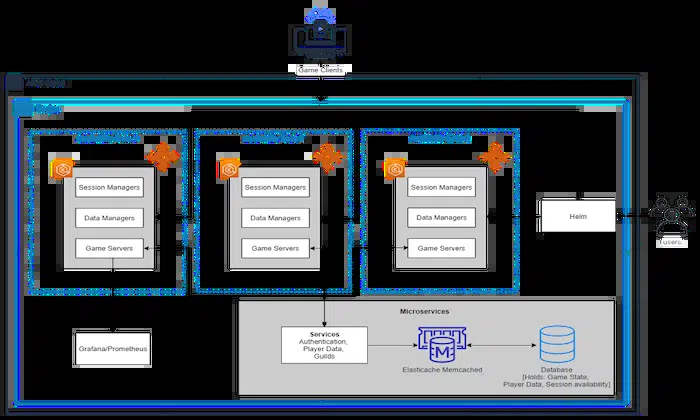 Game Clients
Session Managers
Data Managers
Game Servers
Session Managers
Data Managers
Game Servers
Session Managers
Data Managers
Game Servers
Helm
users
Grafana/Prometheus
Microservices
Services
Authentication,
Player Data,
Guilds
Elasticache Memcached
Database
[Holds: Game State,
Player Data, Session availability]